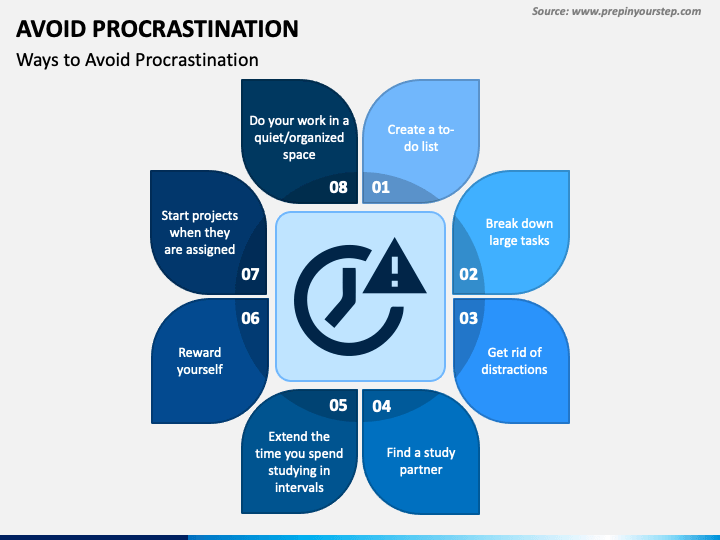 Source: www.prepinyourstep.com
AVOID PROCRASTINATION
Ways to Avoid Procrastination
Create a to-
do list
01
Break down
large tasks
02
03
Get rid of
distractions
04
Find a study
partner
05
Extend the
time you spend
studying in
intervals
06
Reward
yourself
Start projects
when they
are assigned
07
Do your work in a
quiet/organized
space
08